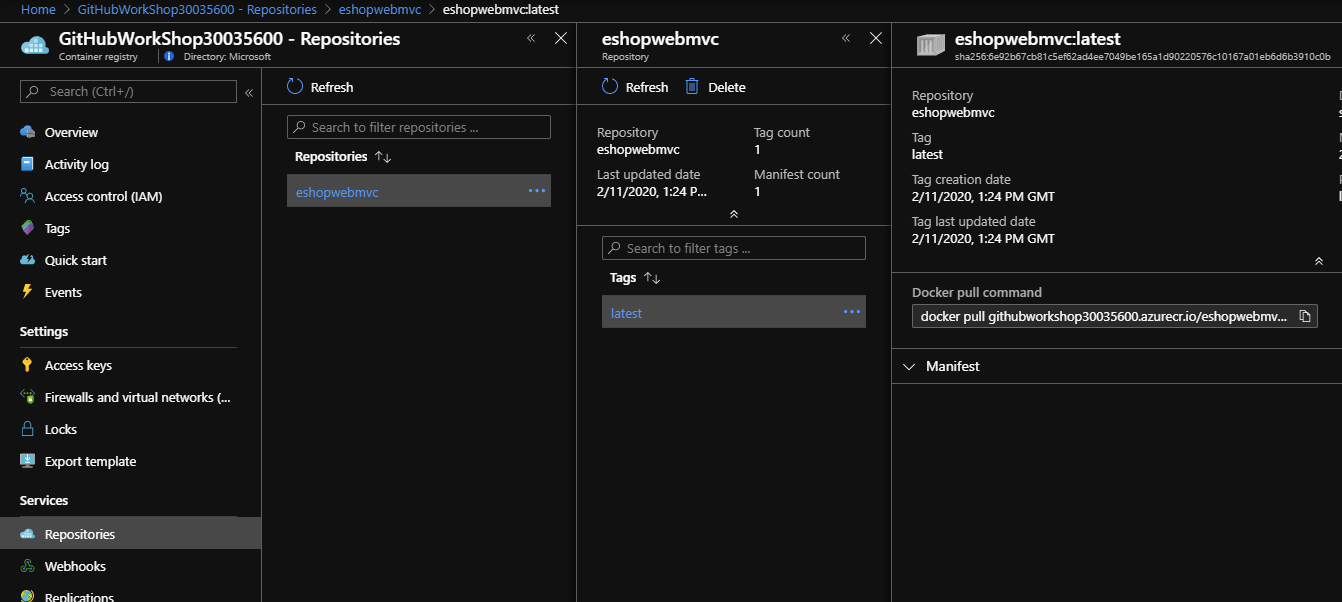 Home > GitHubWorkShop30035600 - Repositories > eshopwebmvc > eshopwebmvc:latest
GitHubWorkShop30035600 - Repositories
Container registry
Directory: Microsoft
Search (Ctrl+/)
Overview
Activity log
Access control (IAM)
Tags
Quick start
Events
Settings
Access keys
Firewalls and virtual networks (...
Locks
Export template
Services
Repositories
Webhooks
Replications
Refresh
Search to filter repositories ...
Repositories
eshopwebmvc
eshopwebmvc
Repository
Refresh
Delete
Repository
eshopwebmvc
Tag count
1
Last updated date
2/11/2020, 1:24 P...
Manifest count
1
Search to filter tags ...
Tags
latest
eshopwebmvc:latest
sha256:6e92b67cb81c5ef62ad4ee7049be165a1d90220576c10167a01eb6d6b3910c0b
Repository
eshopwebmvc
Tag
latest
Tag creation date
2/11/2020, 1:24 PM GMT
Tag last updated date
2/11/2020, 1:24 PM GMT
Docker pull command
docker pull githubworkshop30035600.azurecr.io/eshopwebmv...
Manifest